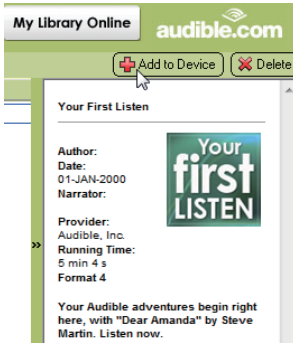 My Library Online
audible.com
Add to Device
Delete
Your First Listen
Author:
Date:
01-JAN-2000
Narrator:
Provider:
Audible, Inc.
Running Time:
5 min 4 s
Format 4
Your
first
LISTEN
»
Your Audible adventures begin right
here, with "Dear Amanda" by Steve
Martin. Listen now.